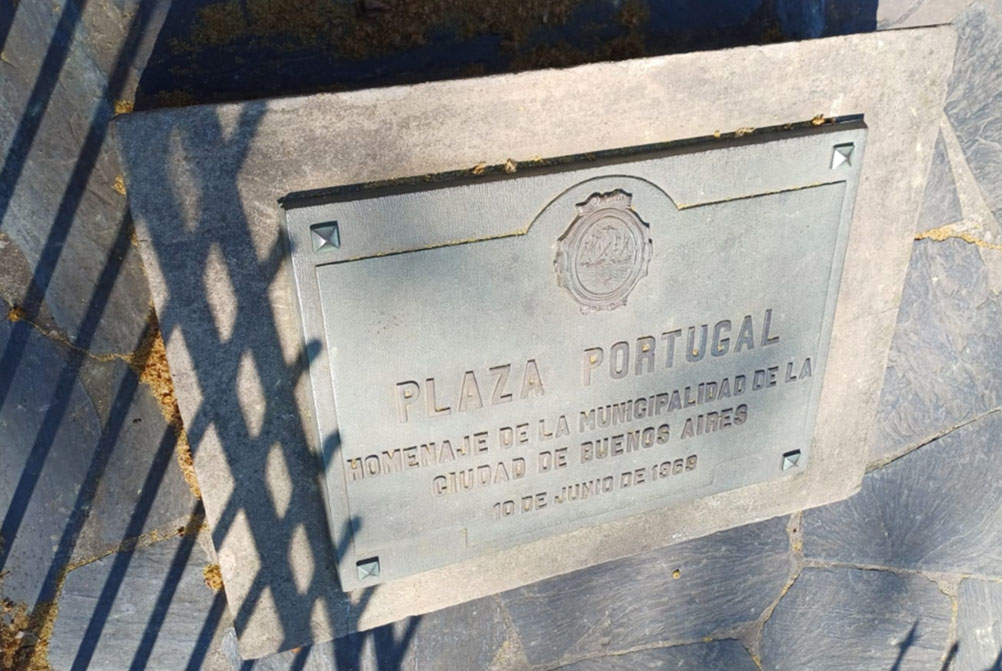 PLAZA PORTUGAL
HOMENAJE DE LA MUNICIPALIDAD DE LA
CIUDAD DE BUENOS AIRES
10 DE JUNIO DE 1969